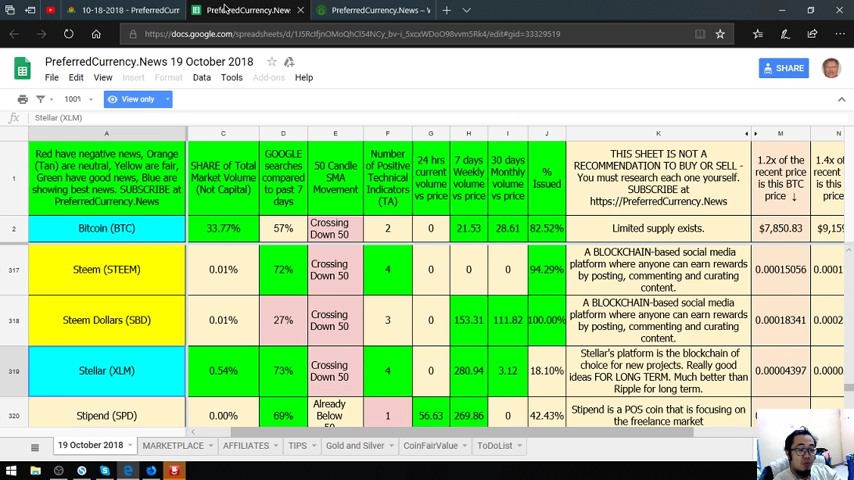 10-18-2018 - PreferredCurr
PreferredCurrency.News
PreferredCurrency.News – V
https://docs.google.com/spreadsheets/d/1J5RcIfjnOMoQhCl54NCy_bv-i_5xcxWDoO98vvm5Rk4/edit#gid=33329519
PreferredCurrency.News 19 October 2018
File Edit View Insert Format Data Tools Add-ons Help
SHARE
100%
View only
fx Stellar (XLM)
A C D E F G H I J K M N
1
Red have negative news, Orange
(Tan) are neutral, Yellow are fair,
Green have good news, Blue are
showing best news. SUBSCRIBE at
PreferredCurrency.News
SHARE of Total
Market Volume
(Not Capital)
GOOGLE
searches
compared
to past 7
days
50 Candle
SMA
Movement
Number
of Positive
Technical
Indicators
(TA)
24 hrs
current
volume
vs price
7 days
Weekly
volume
vs price
30 days
Monthly
volume
vs price
%
Issued
THIS SHEET IS NOT A
RECOMMENDATION TO BUY OR SELL -
You must research each one yourself.
SUBSCRIBE at
https://PreferredCurrency.News
1.2x of the
recent price
is this BTC
price ↓
1.4x o
recent
is this
pric
2 Bitcoin (BTC) 33.77% 57% Crossing
Down 50 2 21.53 28.61 82.52% Limited supply exists. $7,850.83 $9,15
317 Steem (STEEM) 0.01% 72% Crossing
Down 50 4 0 0 0 94.29% A BLOCKCHAIN-based social media
platform where anyone can earn rewards
by posting, commenting and curating
content. 0.00015056 0.0001
318 Steem Dollars (SBD) 0.01% 27% Crossing
Down 50 3 0 153.31 111.82 100.00% A BLOCKCHAIN-based social media
platform where anyone can earn rewards
by posting, commenting and curating
content. 0.00018341 0.0002
319 Stellar (XLM) 0.54% 73% Crossing
Down 50 4 0 280.94 3.12 18.10% Stellar's platform is the blockchain of
choice for new projects. Really good
ideas FOR LONG TERM. Much better than
Ripple for long term. 0.00004397 0.0000
320 Stipend (SPD) 0.00% 69% Already
Below 1 56.63 269.86 0 42.43% Stipend is a POS coin that is focusing on
the freelance market
19 October 2018 MARKETPLACE AFFILIATES TIPS Gold and Silver CoinFairValue ToDoList